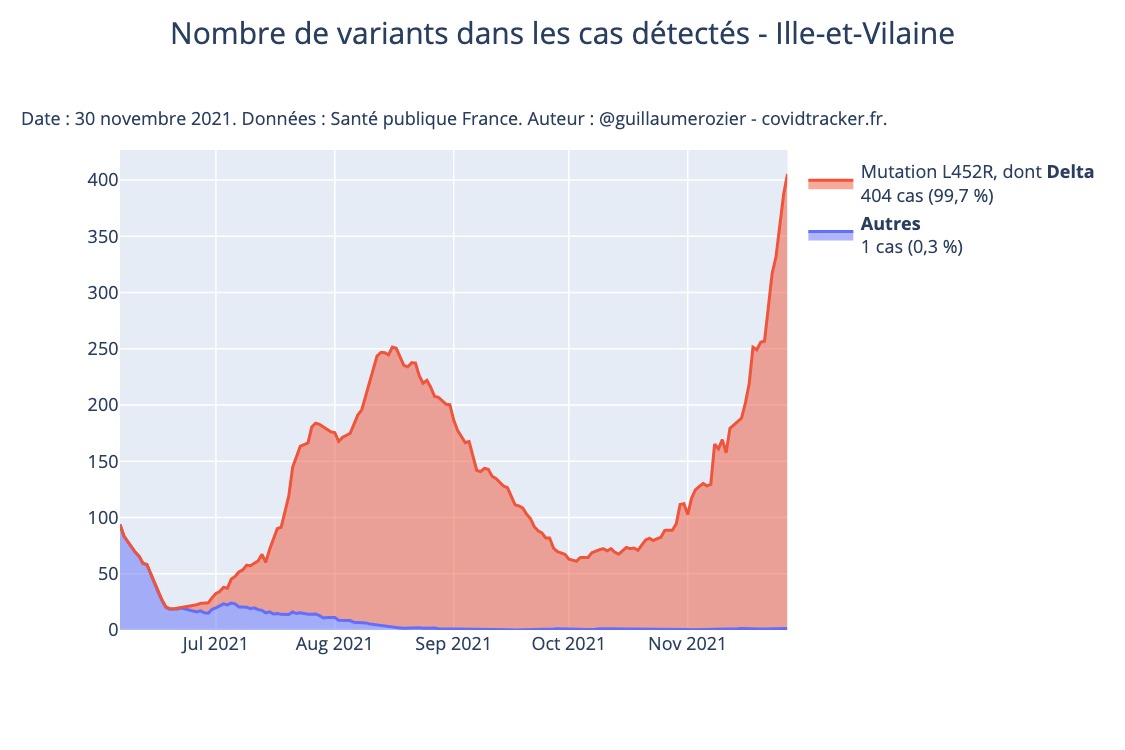 Nombre de variants dans les cas détectés - Ille-et-Vilaine
Date : 30 novembre 2021. Données : Santé publique France. Auteur : @guillaumerozier - covidtracker.fr.
Mutation L452R, dont Delta
404 cas (99,7 %)
Autres
1 cas (0,3 %)
400
350
300
250
200
150
100
50
0
Jul 2021
Aug 2021
Sep 2021
Oct 2021
Nov 2021